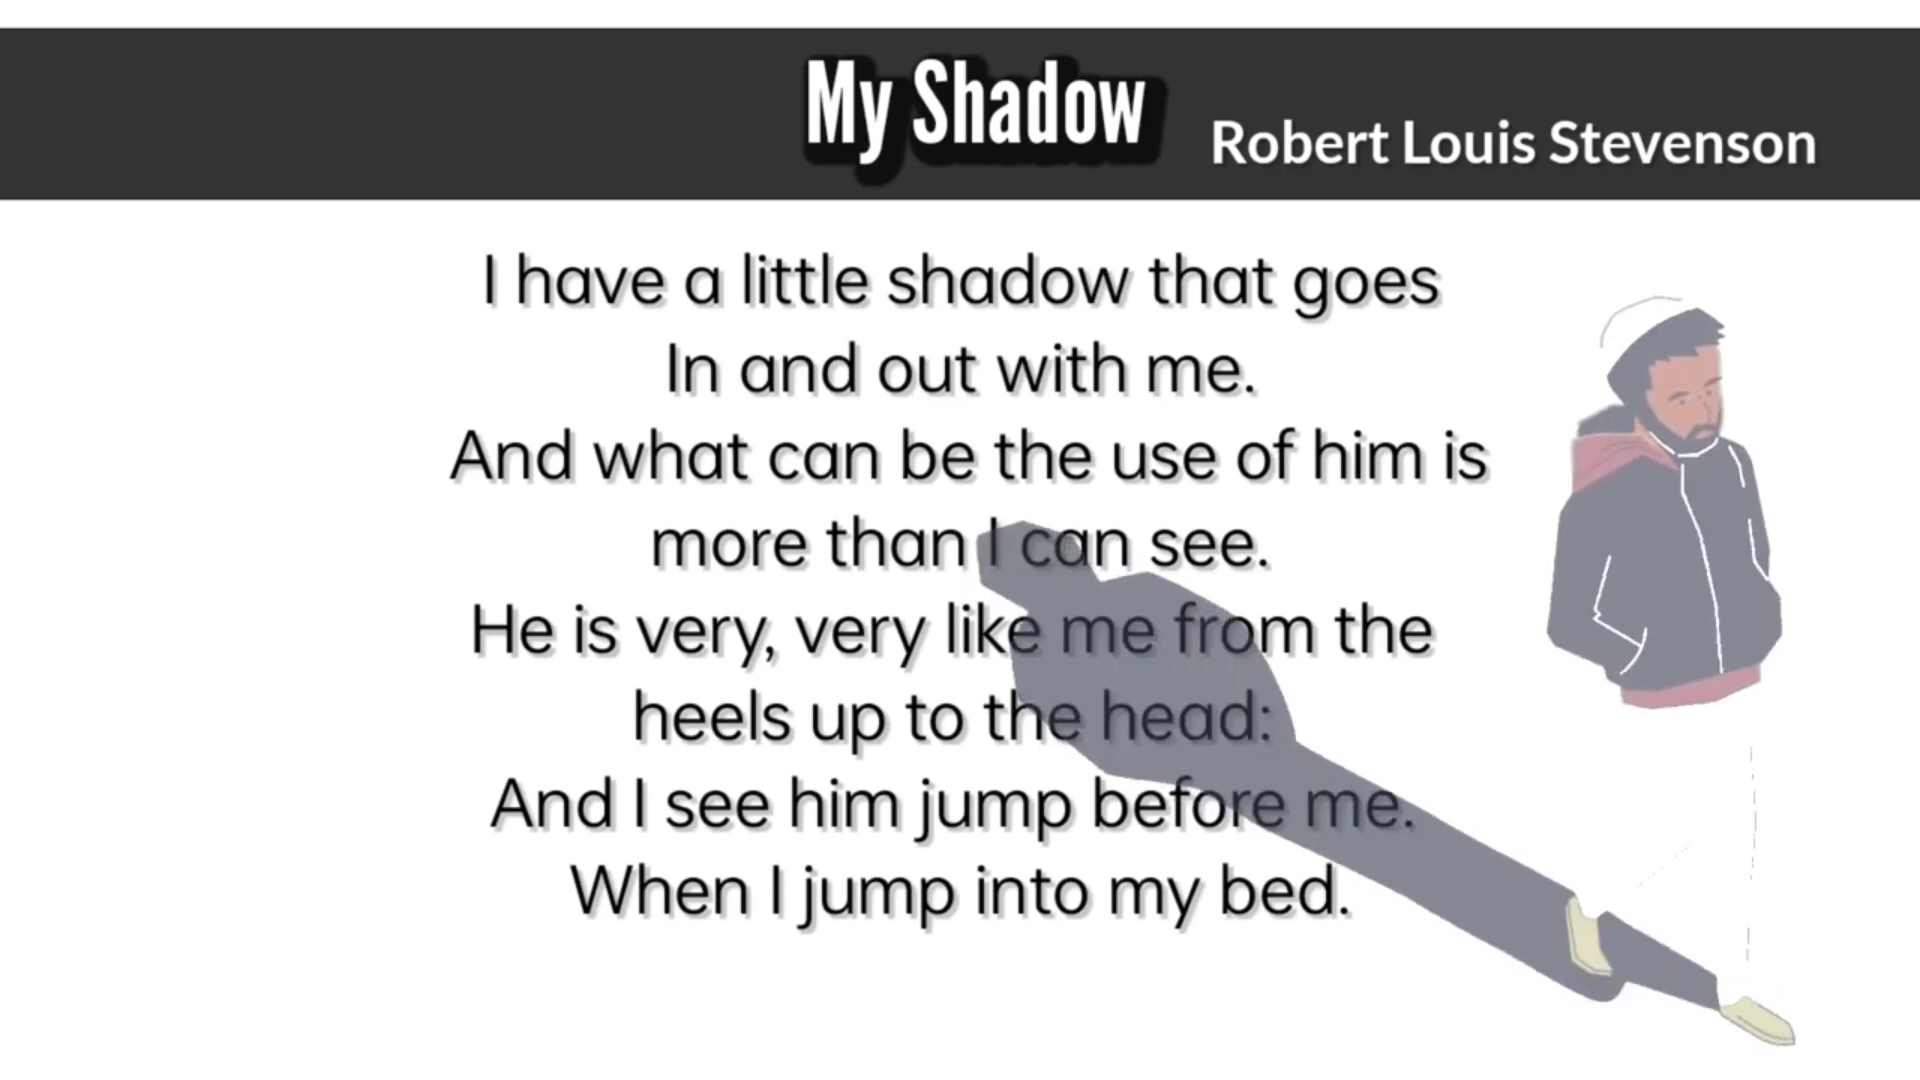 My Shadow
Robert Louis Stevenson
I have a little shadow that goes
In and out with me.
And what can be the use of him is
more than I can see.
He is very, very like me from the
heels up to the head:
And I see him jump before me.
When I jump into my bed.